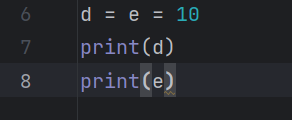 6 d = e = 10
7 print(d)
8 print(e)